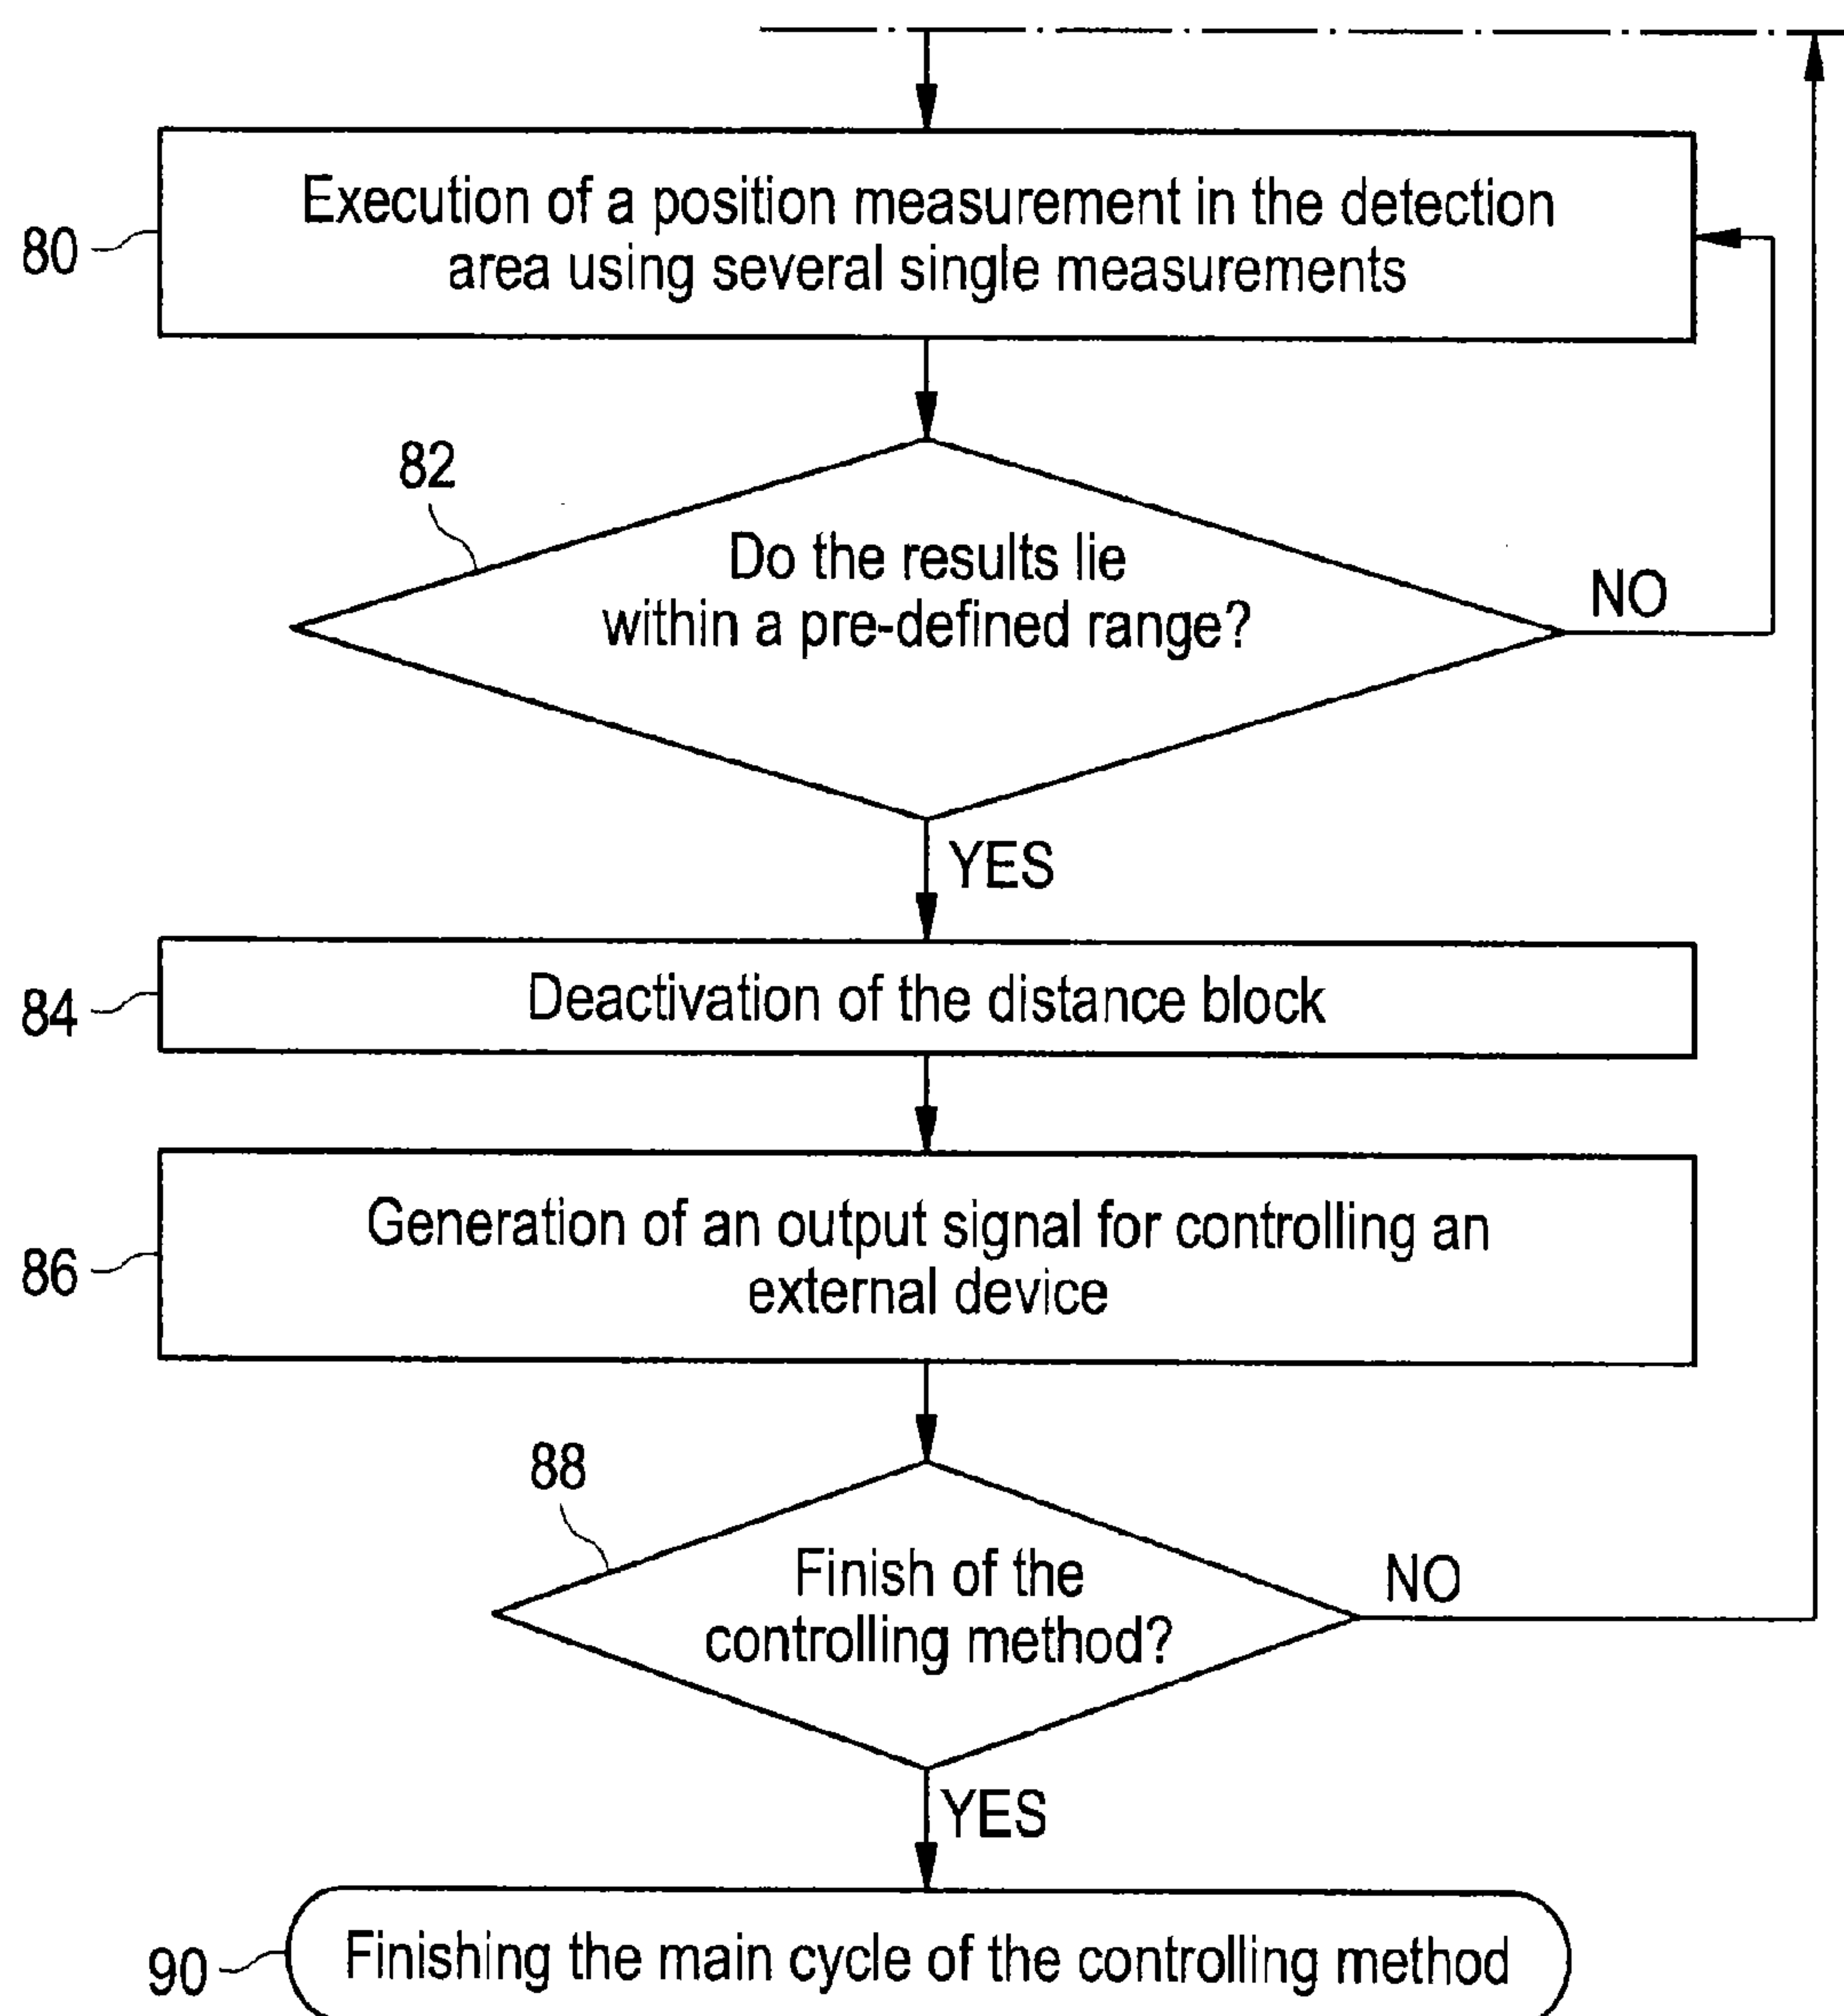 Execution of a position measurement in the detection
area using several single measurements
80
82
Do the results lie
within a pre-defined range?
NO
YES
84
Deactivation of the distance block
86
Generation of an output signal for controlling an
external device
88
Finish of the
controlling method?
NO
YES
90
Finishing the main cycle of the controlling method